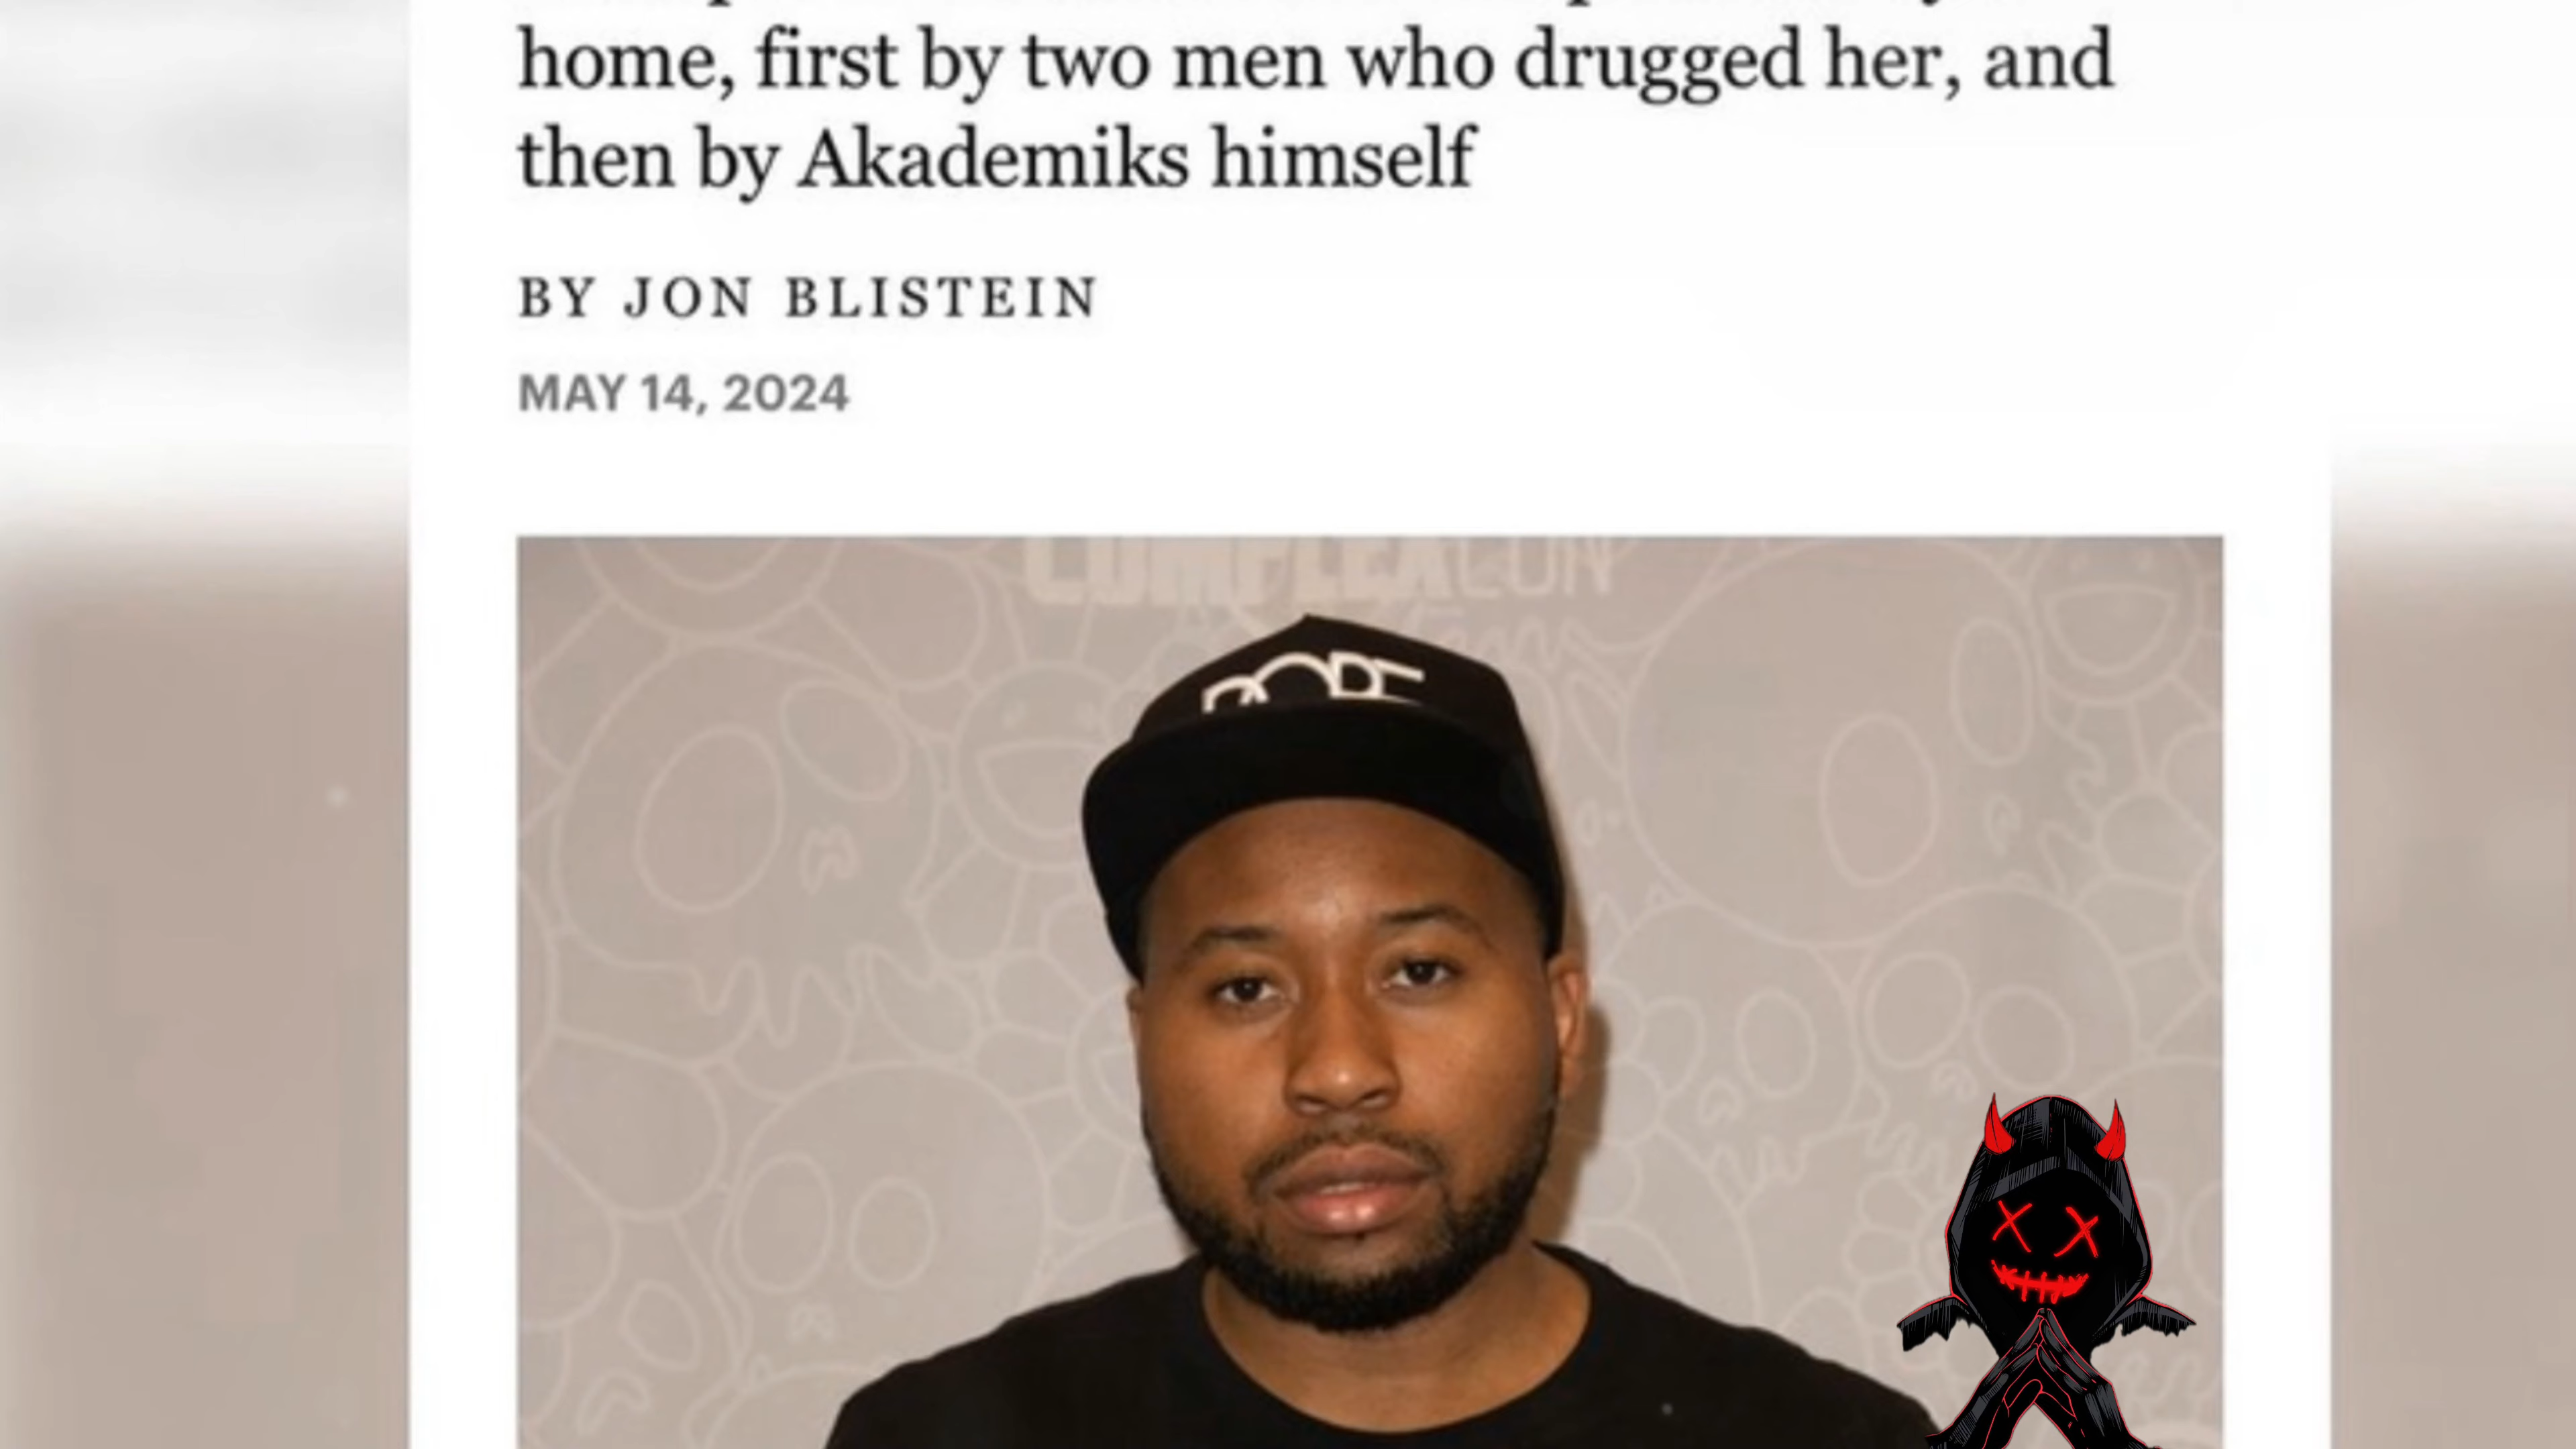 home, first by two men who drugged her, and
then by Akademiks himself
BY JON BLISTEIN
MAY 14, 2024
COMPLEXCON